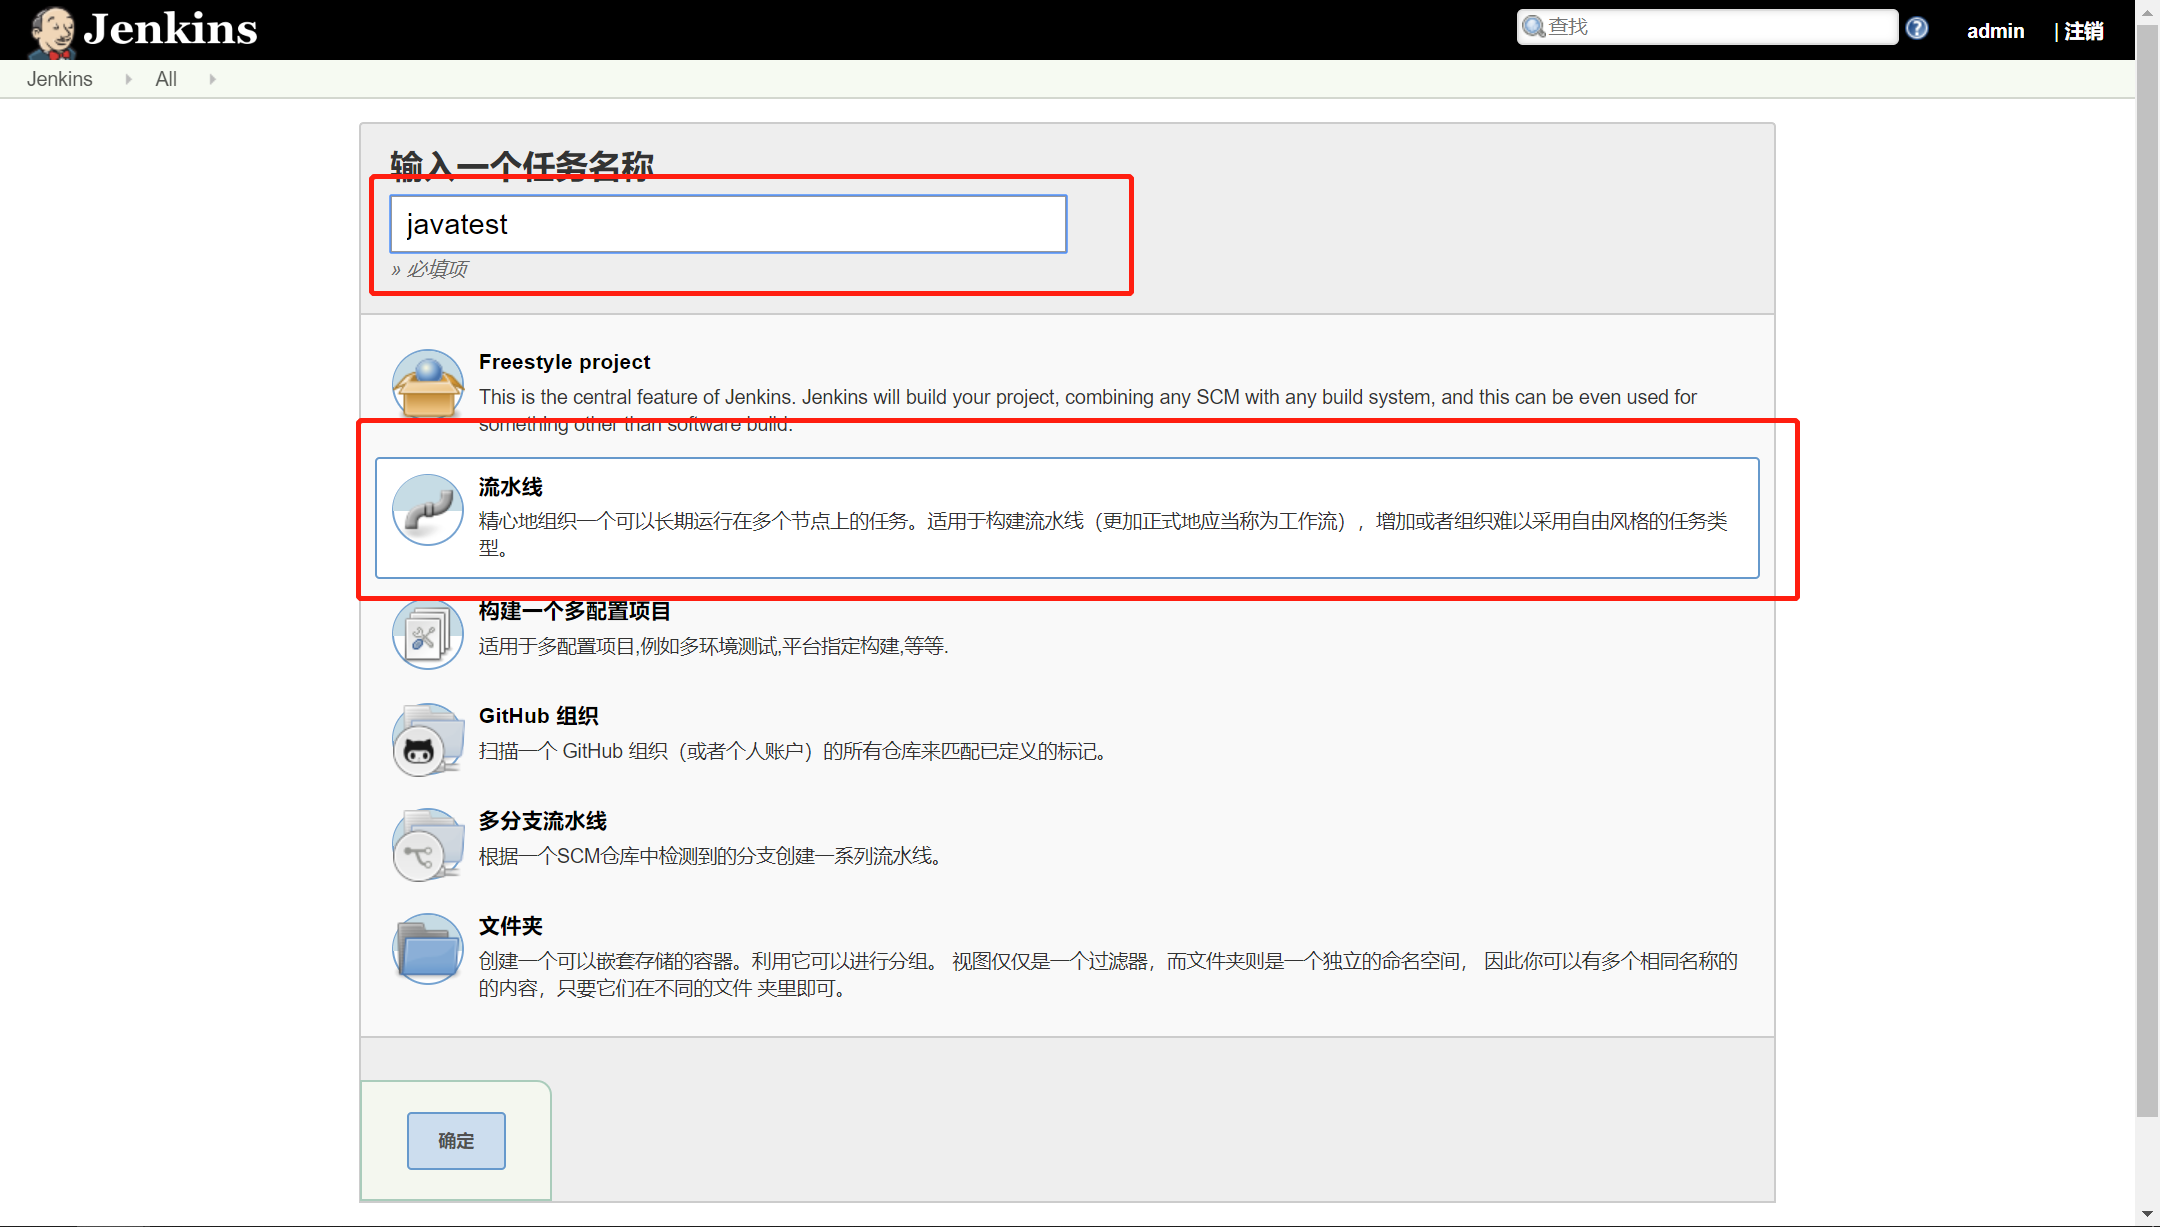 Jenkins
查找
admin
| 注销
Jenkins
All
输入一个任务名称
javatest
» 必填项
Freestyle project
This is the central feature of Jenkins. Jenkins will build your project, combining any SCM with any build system, and this can be even used for
something other than software build.
流水线
精心地组织一个可以长期运行在多个节点上的任务。适用于构建流水线（更加正式地应当称为工作流），增加或者组织难以采用自由风格的任务类
型。
构建一个多配置项目
适用于多配置项目,例如多环境测试,平台指定构建,等等.
GitHub 组织
扫描一个 GitHub 组织（或者个人账户）的所有仓库来匹配已定义的标记。
多分支流水线
根据一个SCM仓库中检测到的分支创建一系列流水线。
文件夹
创建一个可以嵌套存储的容器。利用它可以进行分组。 视图仅仅是一个过滤器，而文件夹则是一个独立的命名空间， 因此你可以有多个相同名称的
的内容，只要它们在不同的文件 夹里即可。
确定